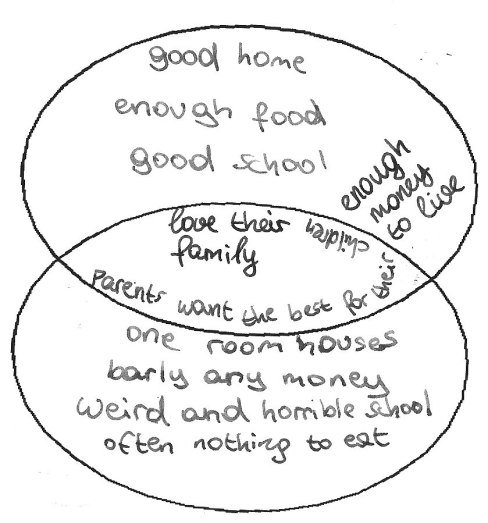 good home
enough food
good school
enough
money
to live
love their
family
Parents want the best for their children
one room houses
barly any money
weird and horrible school
often nothing to eat